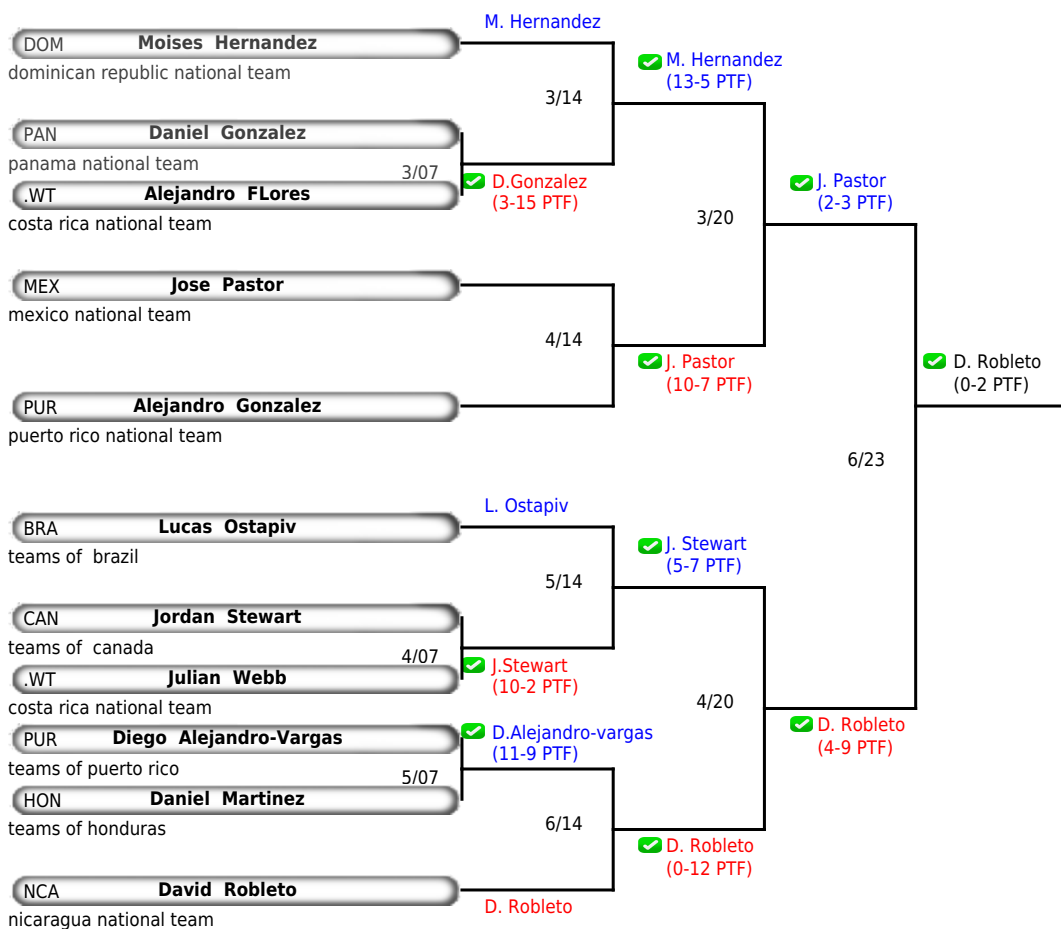 M. Hernandez
DOM Moises Hernandez
dominican republic national team
M. Hernandez
(13-5 PTF)
3/14
PAN Daniel Gonzalez
panama national team
3/07
.WT Alejandro FLores
costa rica national team
D.Gonzalez
(3-15 PTF)
J. Pastor
(2-3 PTF)
3/20
MEX Jose Pastor
mexico national team
4/14
J. Pastor
(10-7 PTF)
D. Robleto
(0-2 PTF)
PUR Alejandro Gonzalez
puerto rico national team
6/23
L. Ostapiv
BRA Lucas Ostapiv
teams of brazil
J. Stewart
(5-7 PTF)
5/14
CAN Jordan Stewart
teams of canada
4/07
.WT Julian Webb
costa rica national team
J.Stewart
(10-2 PTF)
4/20
PUR Diego Alejandro-Vargas
teams of puerto rico
D.Alejandro-vargas
(11-9 PTF)
D. Robleto
(4-9 PTF)
5/07
HON Daniel Martinez
teams of honduras
6/14
D. Robleto
(0-12 PTF)
NCA David Robleto
nicaragua national team
D. Robleto